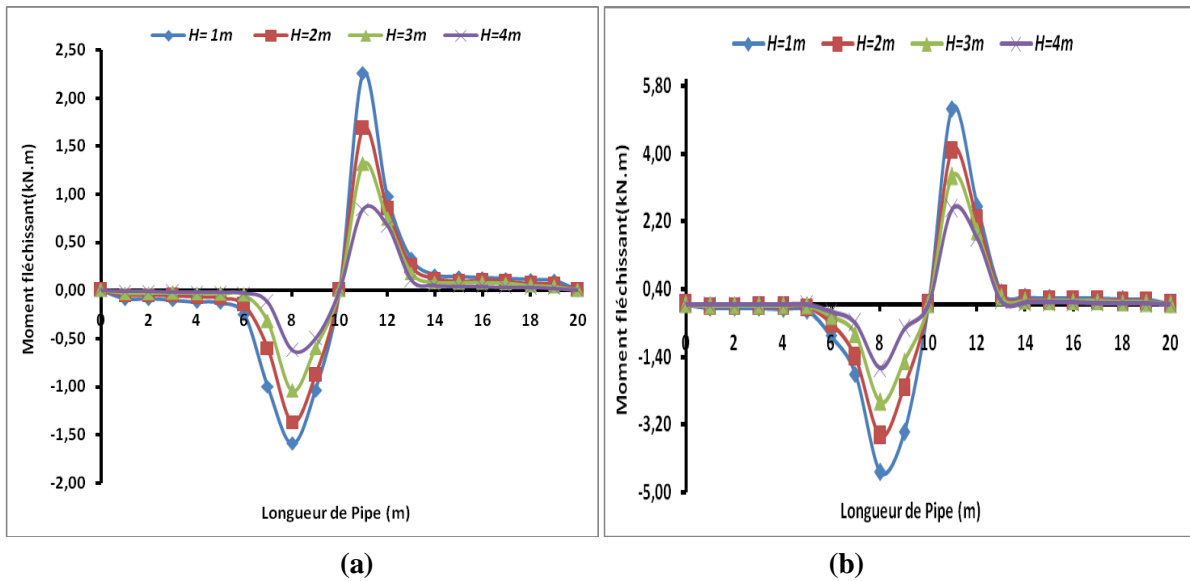 H= 1m H=2m H=3m H=4m
2,50
2,00
1,50
1,00
0,50
0,00
-0,50
-1,00
-1,50
-2,00
0 2 4 6 8 10 12 14 16 18 20
Moment fléchissant(kN.m)
Longueur de Pipe (m)
(a)
H=1m H=2m H=3m H=4m
5,80
4,00
2,20
0,40
-1,40
-3,20
-5,00
0 2 4 6 8 10 12 14 16 18 20
Moment fléchissant(kN.m)
Longueur de Pipe (m)
(b)